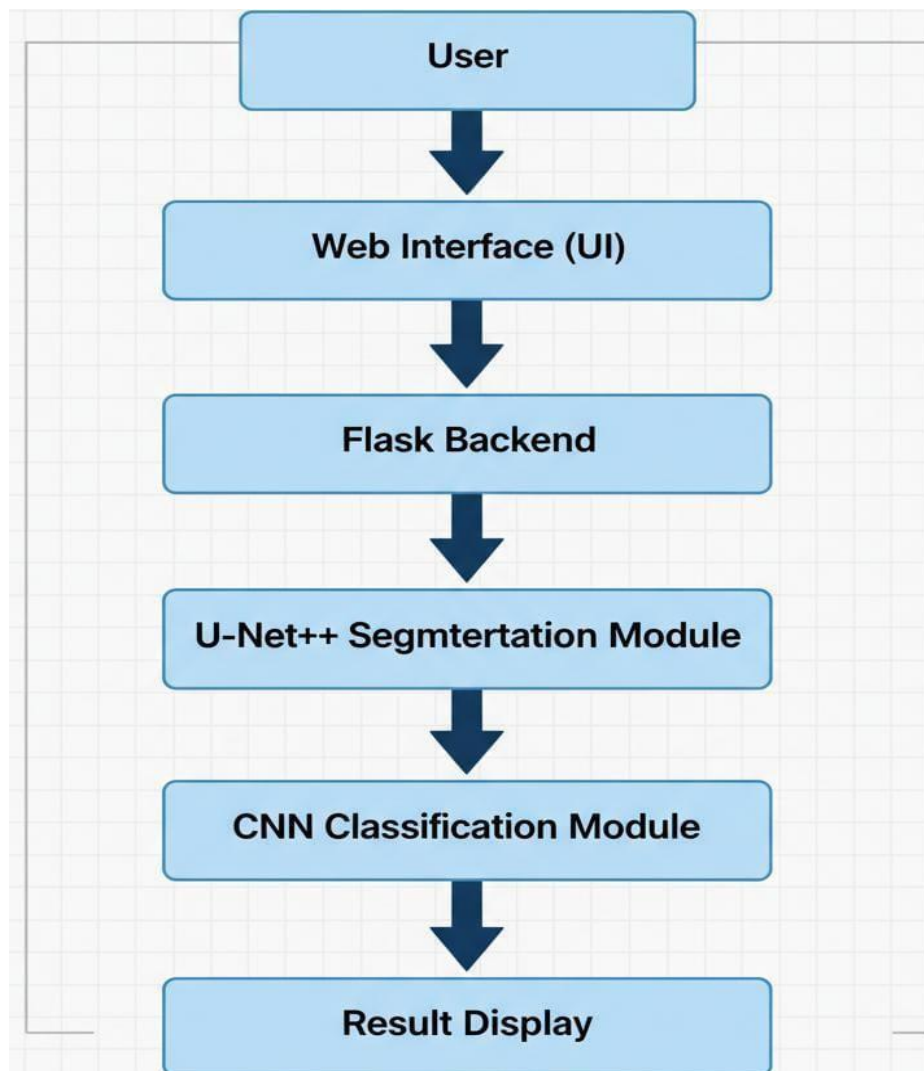 User
Web Interface (UI)
Flask Backend
U-Net++ Segmtertation Module
CNN Classification Module
Result Display